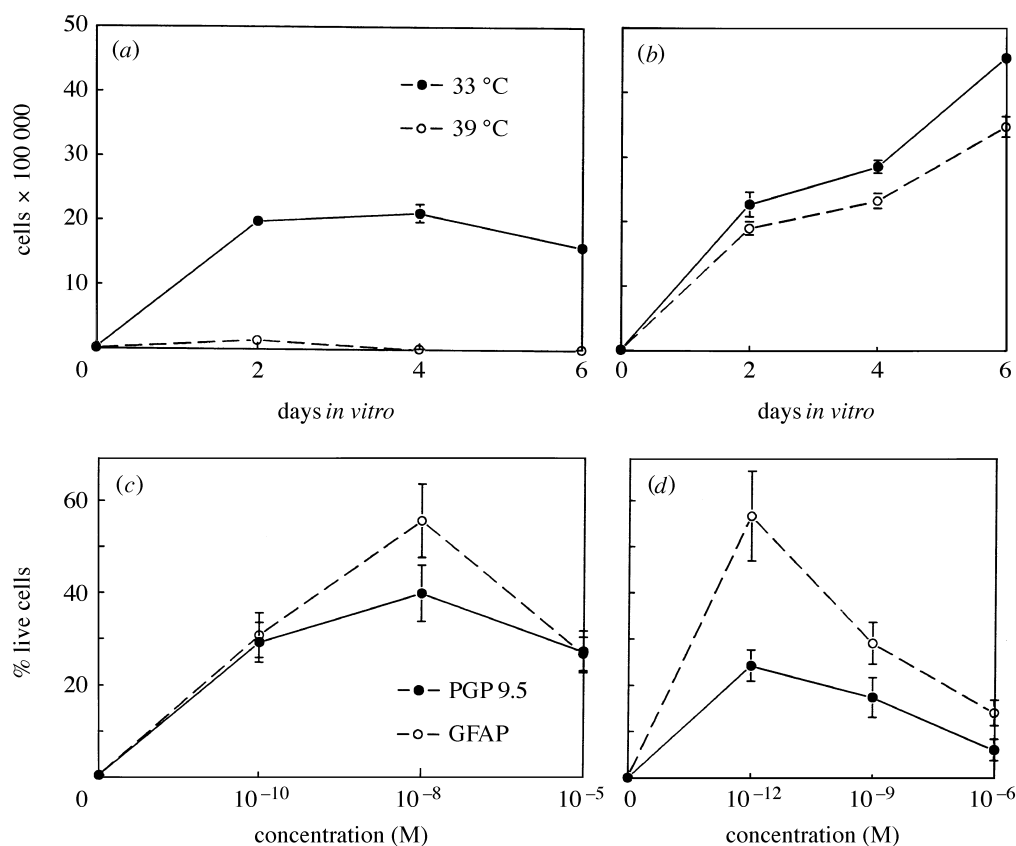 50
(a)
(b)
33 °C
40
39 °C
30
20
10
0
2
4
6
0
2
4
6
cells × 100 000
days in vitro
days in vitro
(c)
(d)
60
40
20
PGP 9.5
GFAP
0
10⁻¹⁰
10⁻⁸
10⁻⁵
0
10⁻¹²
10⁻⁹
10⁻⁶
% live cells
concentration (M)
concentration (M)